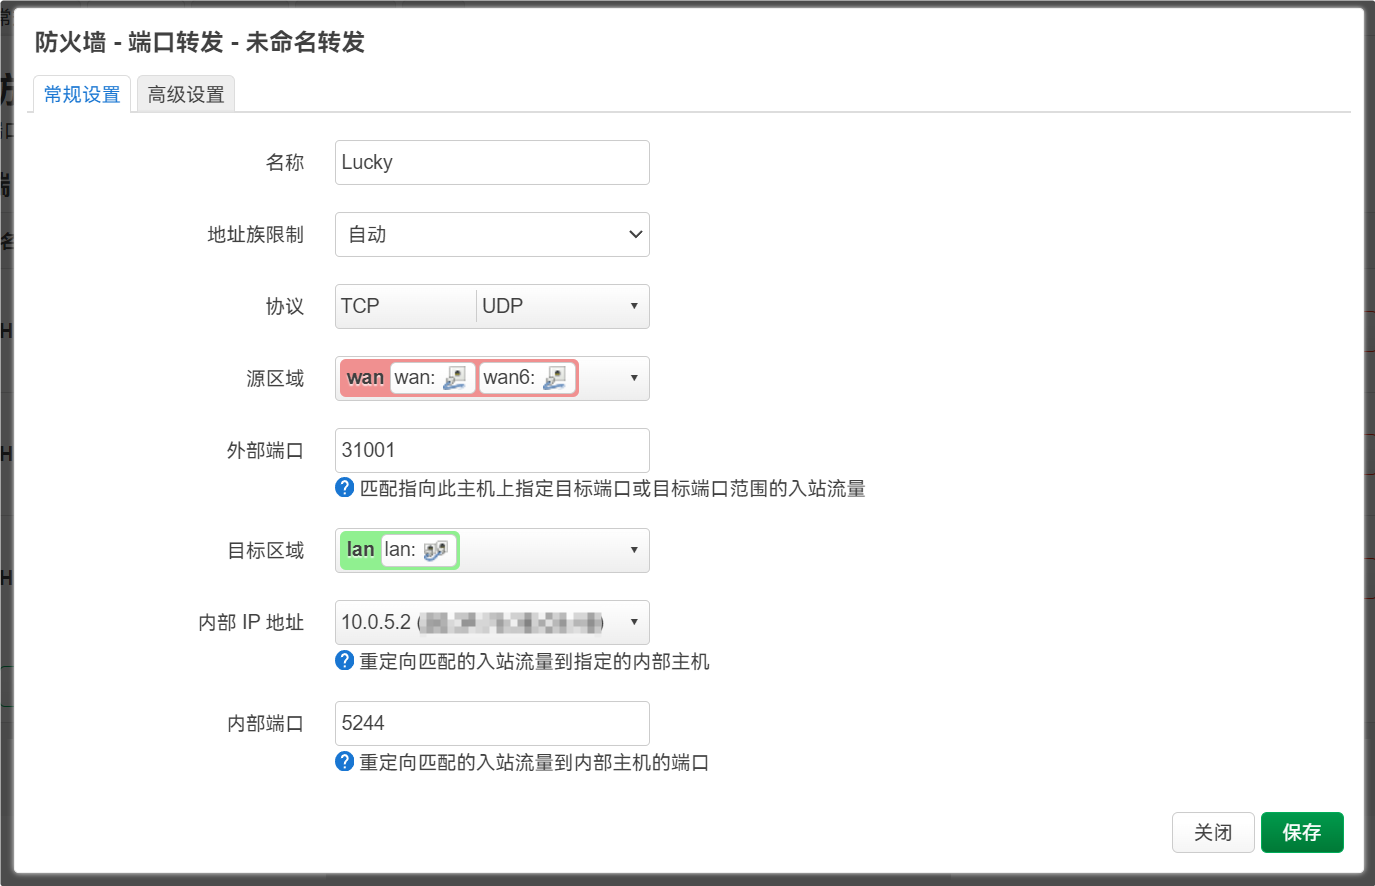 防火墙 - 端口转发 - 未命名转发
常规设置 高级设置
名称 Lucky
地址族限制 自动
协议 TCP UDP
源区域 wan wan: wan6:
外部端口 31001
匹配指向此主机上指定目标端口或目标端口范围的入站流量
目标区域 lan lan:
内部 IP 地址 10.0.5.2 (
重定向匹配的入站流量到指定的内部主机
内部端口 5244
重定向匹配的入站流量到内部主机的端口
关闭 保存